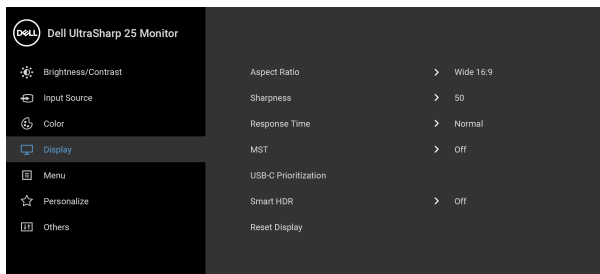 DELL Dell UltraSharp 25 Monitor
Brightness/Contrast
Input Source
Color
Display
Menu
Personalize
Others
Aspect Ratio > Wide 16:9
Sharpness > 50
Response Time > Normal
MST > Off
USB-C Prioritization
Smart HDR > Off
Reset Display